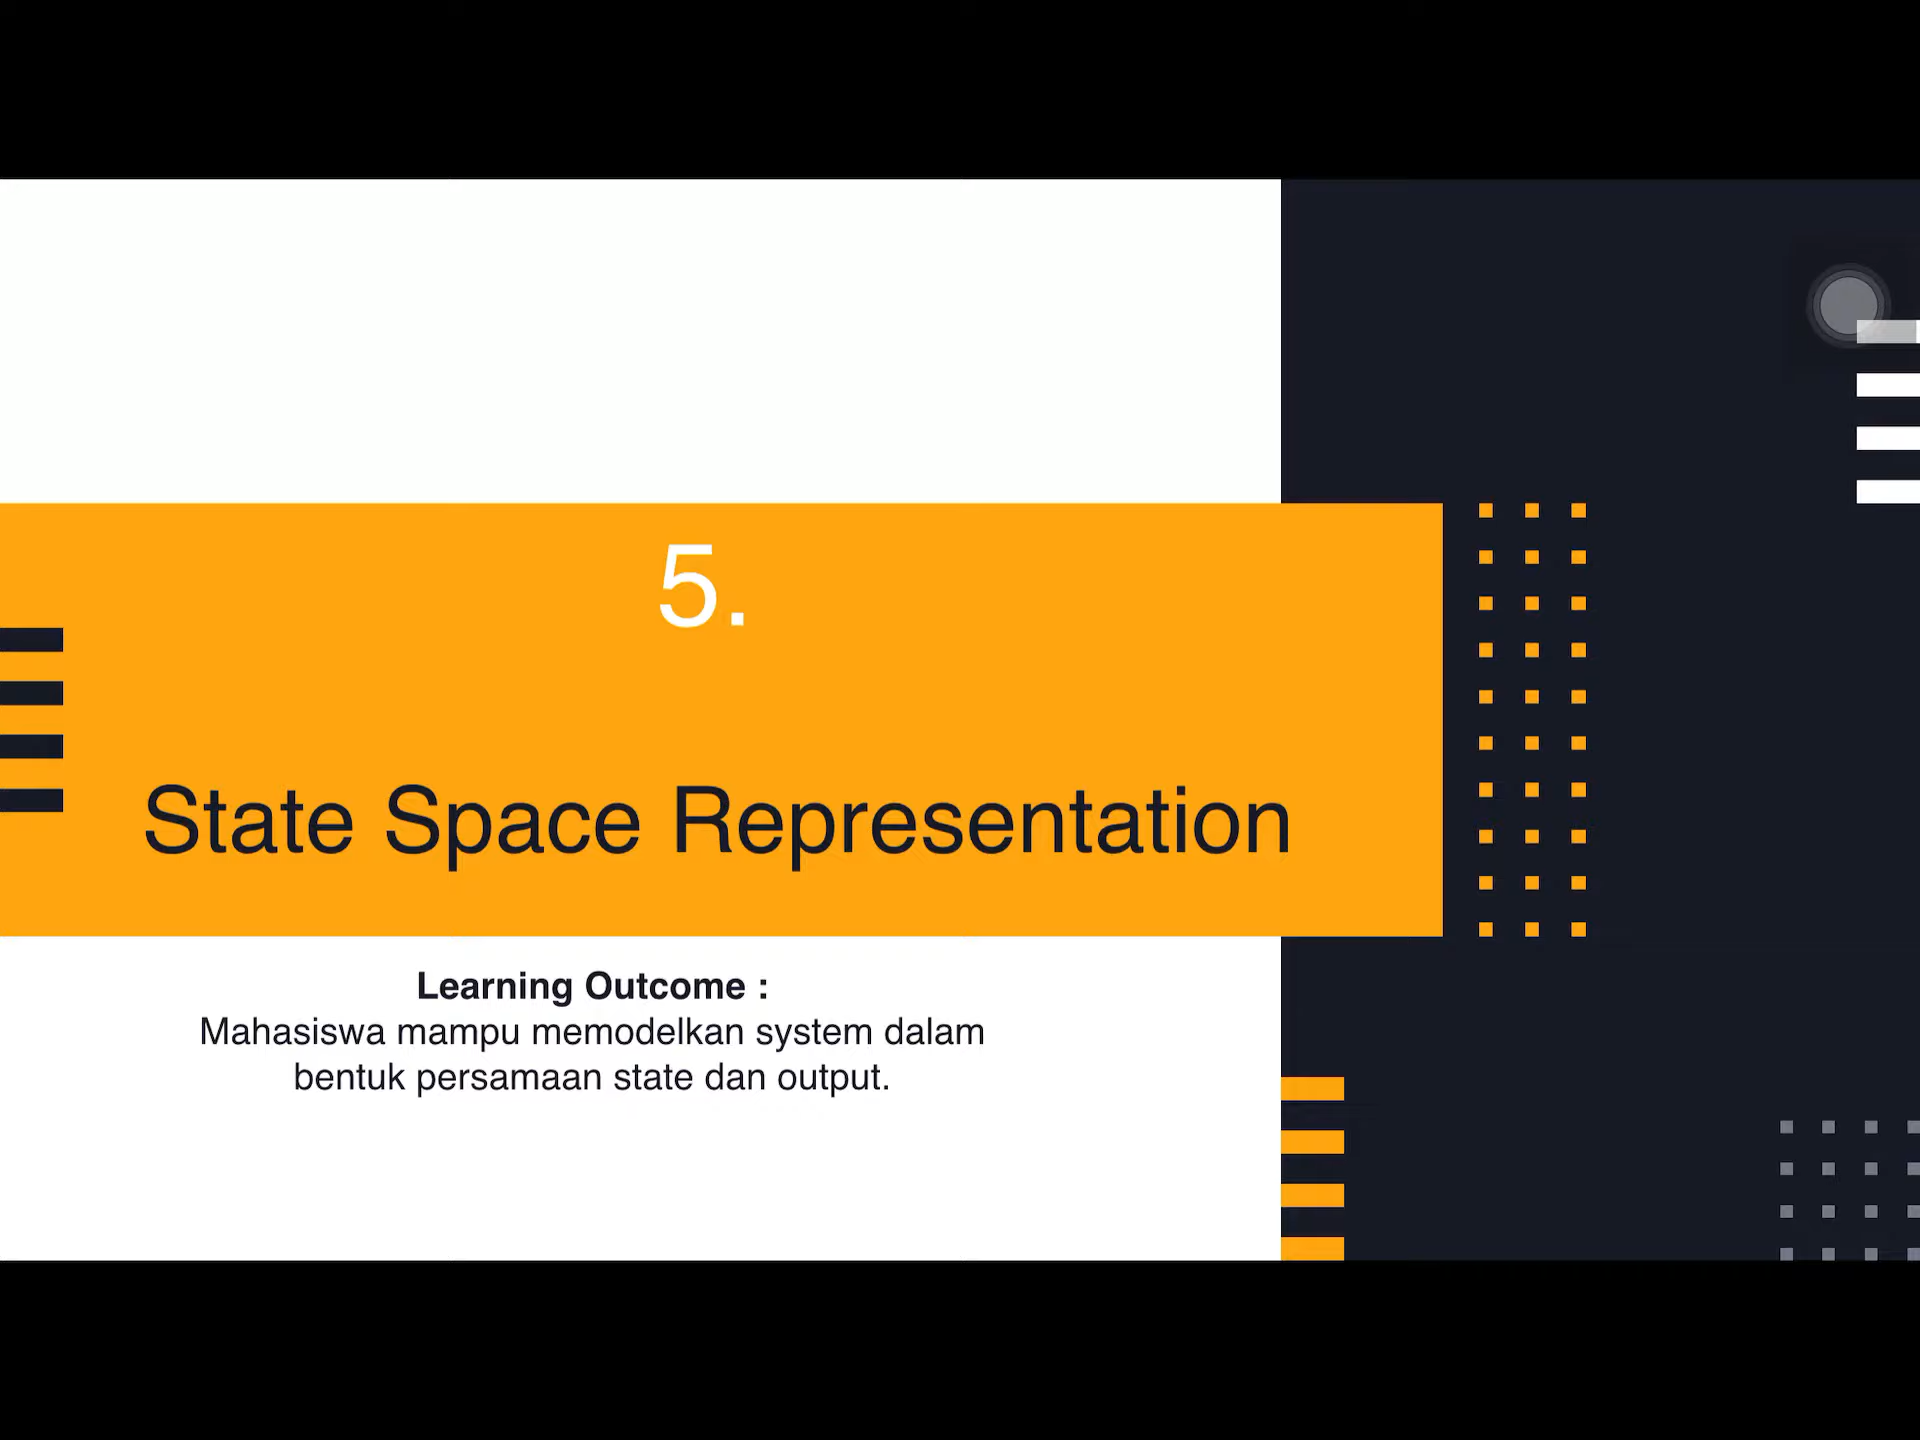 5.
State Space Representation
Learning Outcome :
Mahasiswa mampu memodelkan system dalam
bentuk persamaan state dan output.